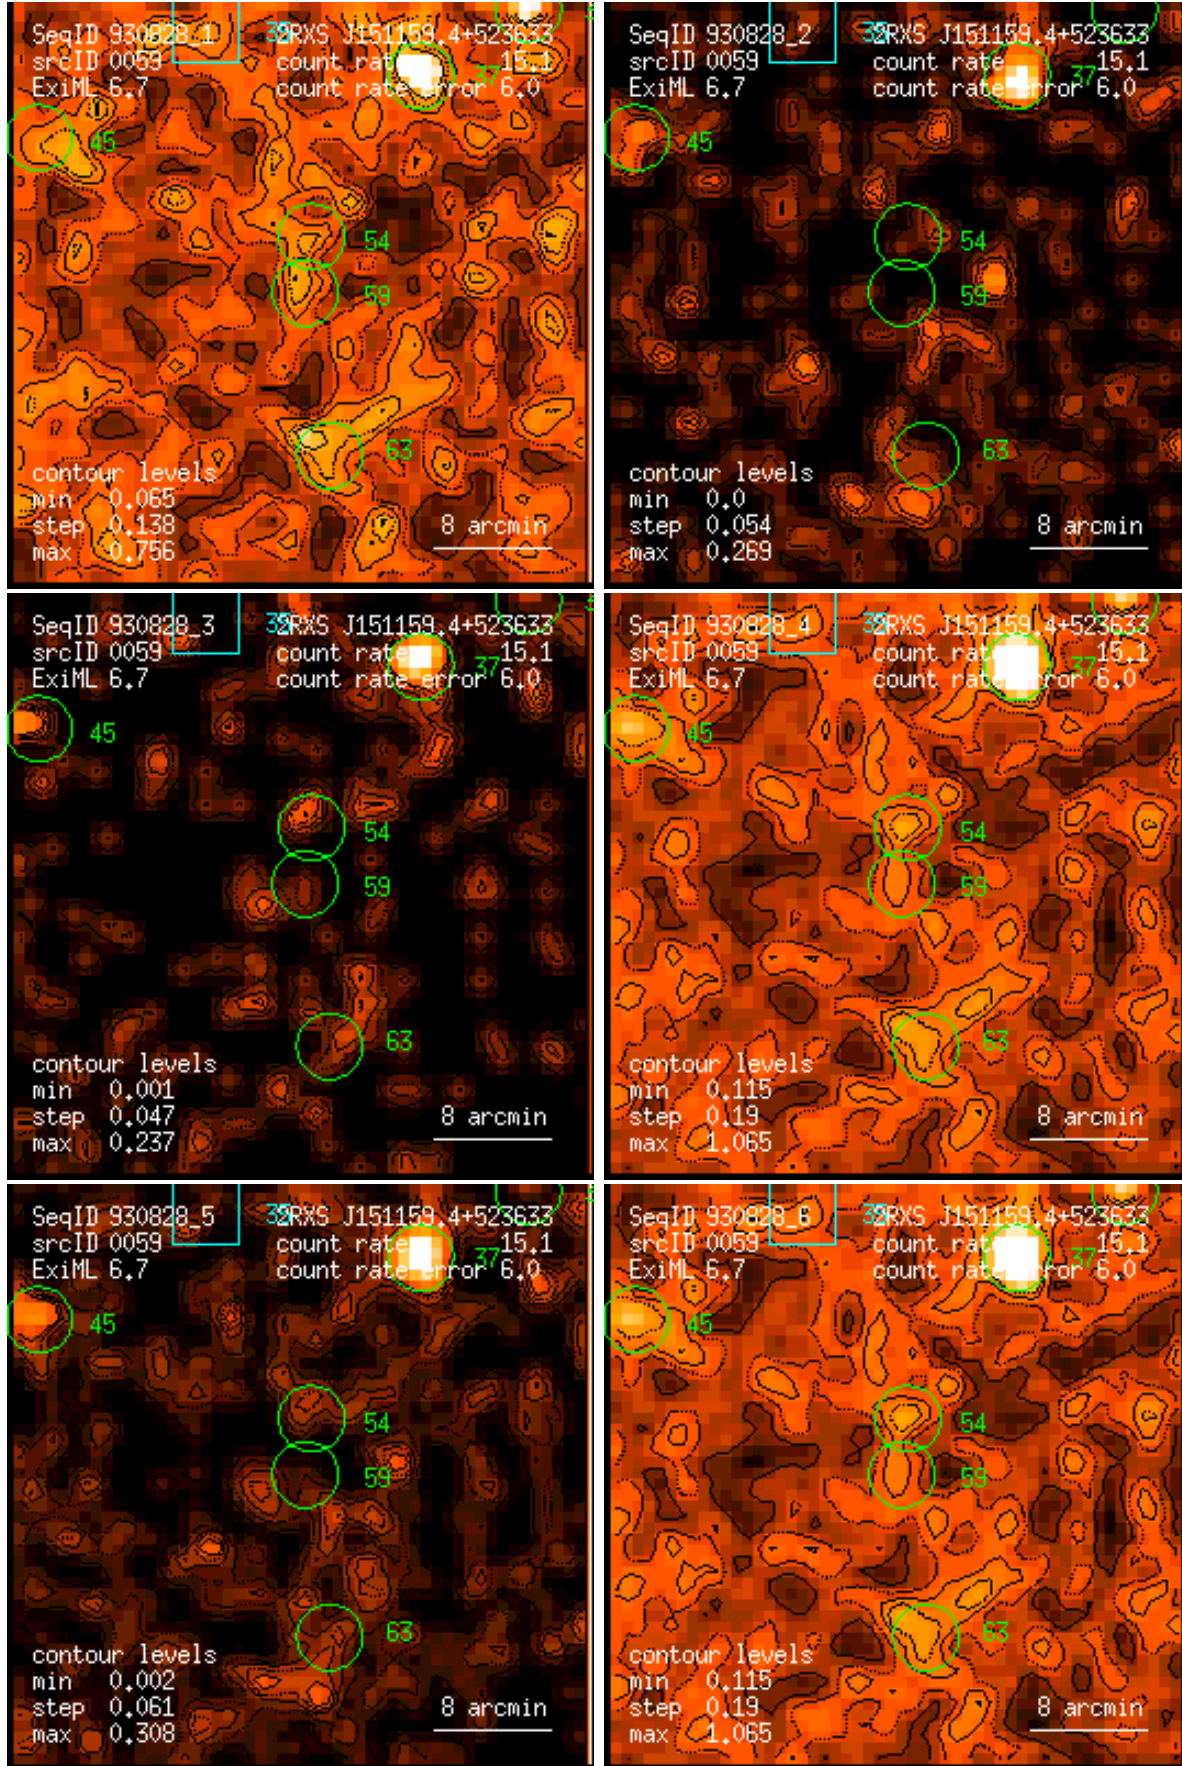 SeqID 930828_1 35 2RXS J151159.4+523633
srcID 0059 count rate 15.1
ExiML 6.7 count rate error 6.0
37
45
54
59
63
contour levels
min 0.065
step 0.138
max 0.756
8 arcmin
SeqID 930828_2 2RXS J151159.4+523633
srcID 0059 count rate 15.1
ExiML 6.7 count rate error 6.0
37
45
54
59
63
contour levels
min 0.0
step 0.054
max 0.269
8 arcmin
SeqID 930828_3 2RXS J151159.4+523633
srcID 0059 count rate 15.1
ExiML 6.7 count rate error 6.0
37
45
54
59
63
contour levels
min 0.001
step 0.047
max 0.237
8 arcmin
SeqID 930828_4 2RXS J151159.4+523633
srcID 0059 count rate 15.1
ExiML 6.7 count rate error 6.0
37
45
54
59
63
contour levels
min 0.115
step 0.19
max 1.065
8 arcmin
SeqID 930828_5 2RXS J151159.4+523633
srcID 0059 count rate 15.1
ExiML 6.7 count rate error 6.0
37
45
54
59
63
contour levels
min 0.002
step 0.061
max 0.308
8 arcmin
SeqID 930828_6 2RXS J151159.4+523633
srcID 0059 count rate 15.1
ExiML 6.7 count rate error 6.0
37
45
54
59
63
contour levels
min 0.115
step 0.19
max 1.065
8 arcmin